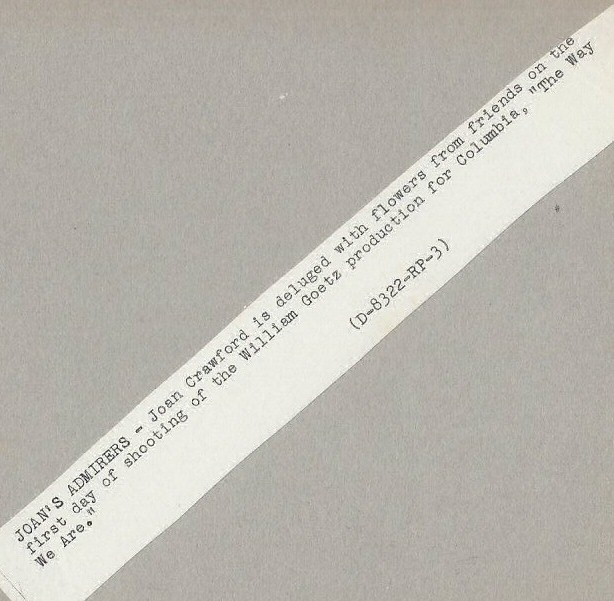 JOAN'S ADMIRERS - Joan Crawford is deluged with flowers from friends on the
first day of shooting of the William Goetz production for Columbia, "The Way
We Are."
(D-8322-RP-3)